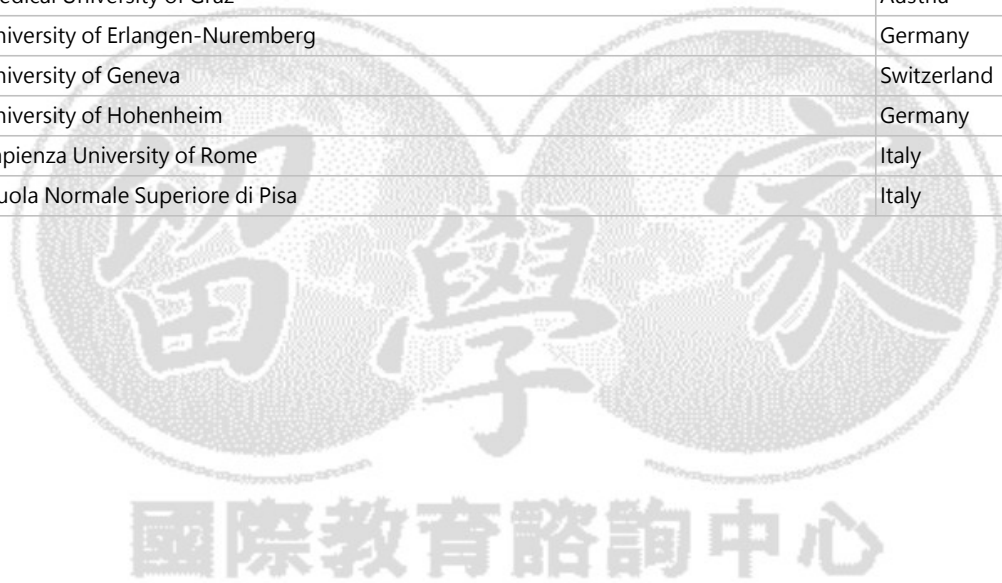 edical University of Graz Austria
niversity of Erlangen-Nuremberg Germany
niversity of Geneva Switzerland
niversity of Hohenheim Germany
apienza University of Rome Italy
uola Normale Superiore di Pisa Italy
留學家
國際教育諮詢中心